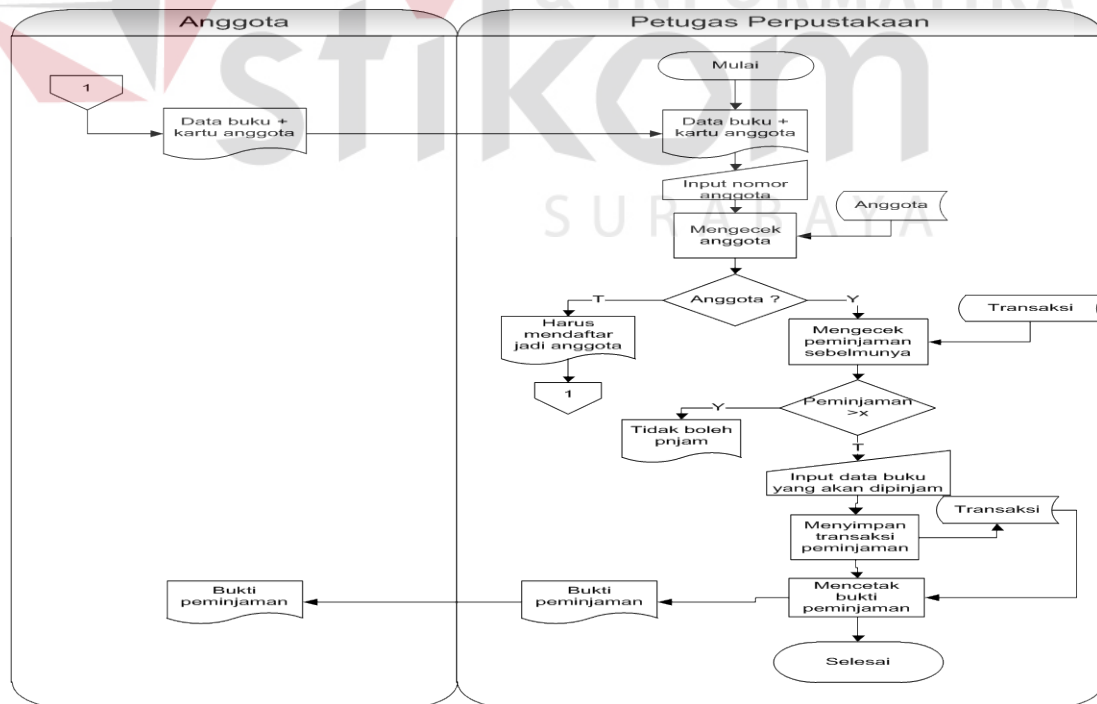 & INFORMATIKA
stikom
SURABAYA
Anggota
Petugas Perpustakaan
1
Data buku +
kartu anggota
Mulai
Data buku +
kartu anggota
Input nomor
anggota
Anggota
Mengecek
anggota
Anggota ?
T
Y
Harus
mendaftar
jadi anggota
1
Transaksi
Mengecek
peminjaman
sebelmunya
Peminjaman
>x
Y
Tidak boleh
pnjam
T
Input data buku
yang akan dipinjam
Transaksi
Menyimpan
transaksi
peminjaman
Bukti
peminjaman
Bukti
peminjaman
Mencetak
bukti
peminjaman
Selesai